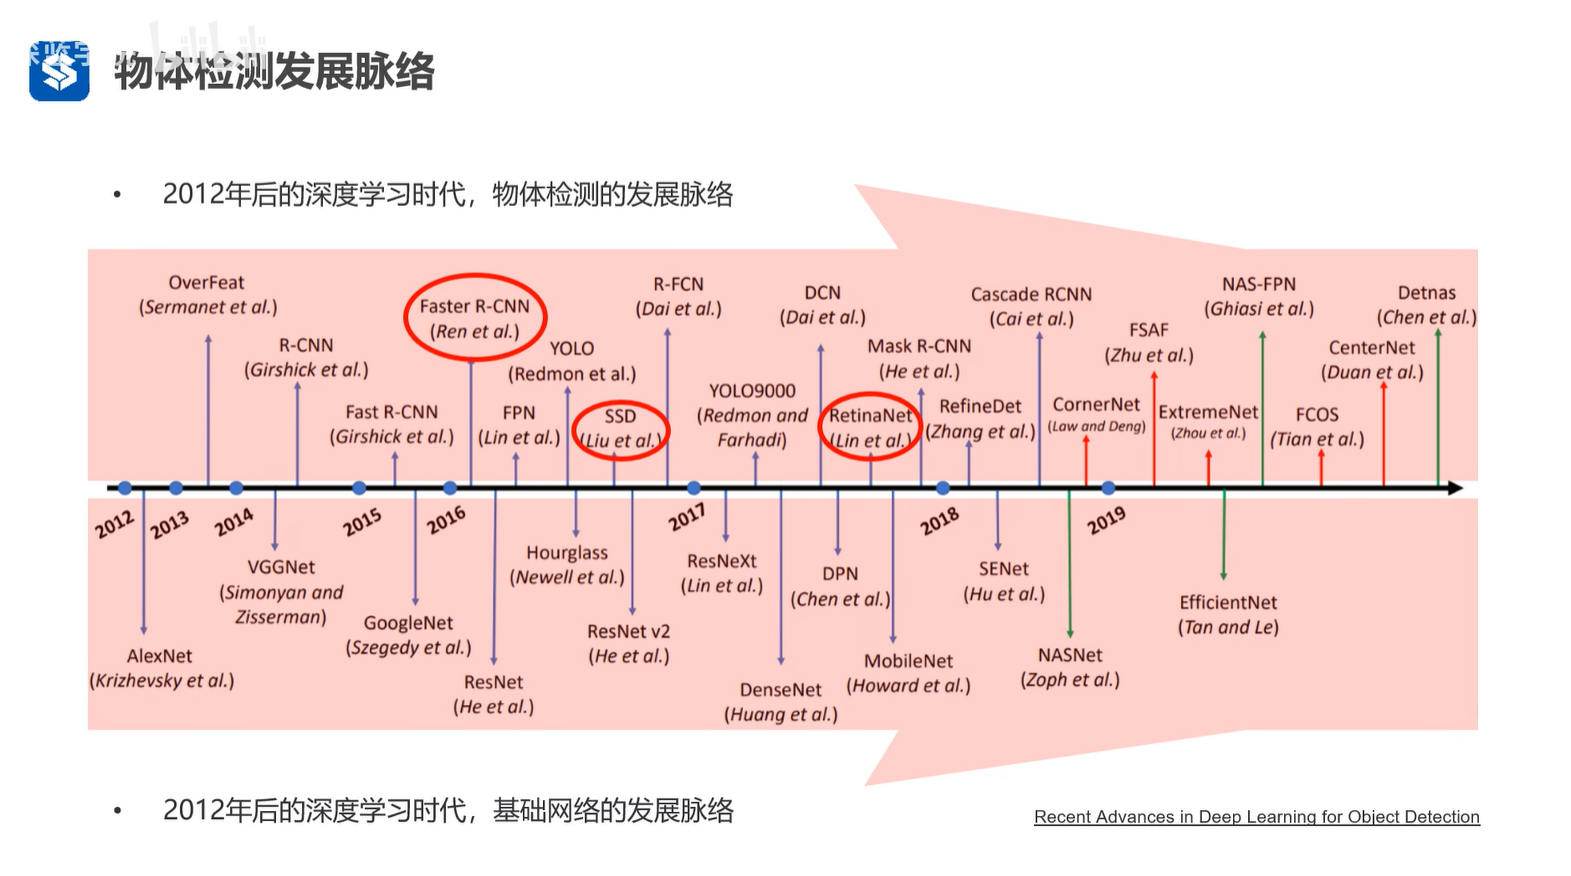 物体检测发展脉络
bilibili
• 2012年后的深度学习时代，物体检测的发展脉络
OverFeat
(Sermanet et al.)
R-CNN
(Girshick et al.)
Fast R-CNN
(Girshick et al.)
Faster R-CNN
(Ren et al.)
FPN
(Lin et al.)
YOLO
(Redmon et al.)
SSD
(Liu et al.)
R-FCN
(Dai et al.)
YOLO9000
(Redmon and
Farhadi)
DCN
(Dai et al.)
RetinaNet
(Lin et al.)
Mask R-CNN
(He et al.)
RefineDet
(Zhang et al.)
Cascade RCNN
(Cai et al.)
CornerNet
(Law and Deng)
FSAF
(Zhu et al.)
ExtremeNet
(Zhou et al.)
NAS-FPN
(Ghiasi et al.)
FCOS
(Tian et al.)
CenterNet
(Duan et al.)
Detnas
(Chen et al.)
2012
2013
2014
2015
2016
2017
2018
2019
AlexNet
(Krizhevsky et al.)
VGGNet
(Simonyan and
Zisserman)
GoogleNet
(Szegedy et al.)
ResNet
(He et al.)
Hourglass
(Newell et al.)
ResNet v2
(He et al.)
ResNeXt
(Lin et al.)
DenseNet
(Huang et al.)
DPN
(Chen et al.)
MobileNet
(Howard et al.)
SENet
(Hu et al.)
NASNet
(Zoph et al.)
EfficientNet
(Tan and Le)
• 2012年后的深度学习时代，基础网络的发展脉络
Recent Advances in Deep Learning for Object Detection